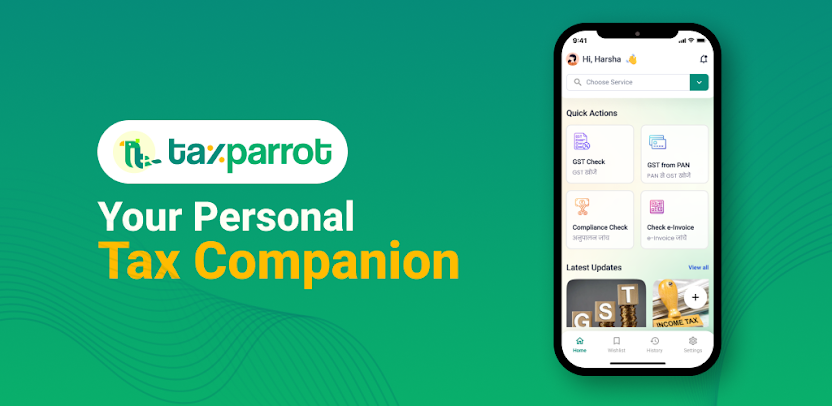 taxparrot
Your Personal
Tax Companion
9:41
Hi, Harsha
Choose Service
Quick Actions
GST Check
GST खोजें
GST from PAN
PAN से GST खोजें
Compliance Check
अनुपालन जांच
Check e-Invoice
e-Invoice जांचे
Latest Updates
View all
GST
INCOME TAX
Home
Wishlist
History
Settings